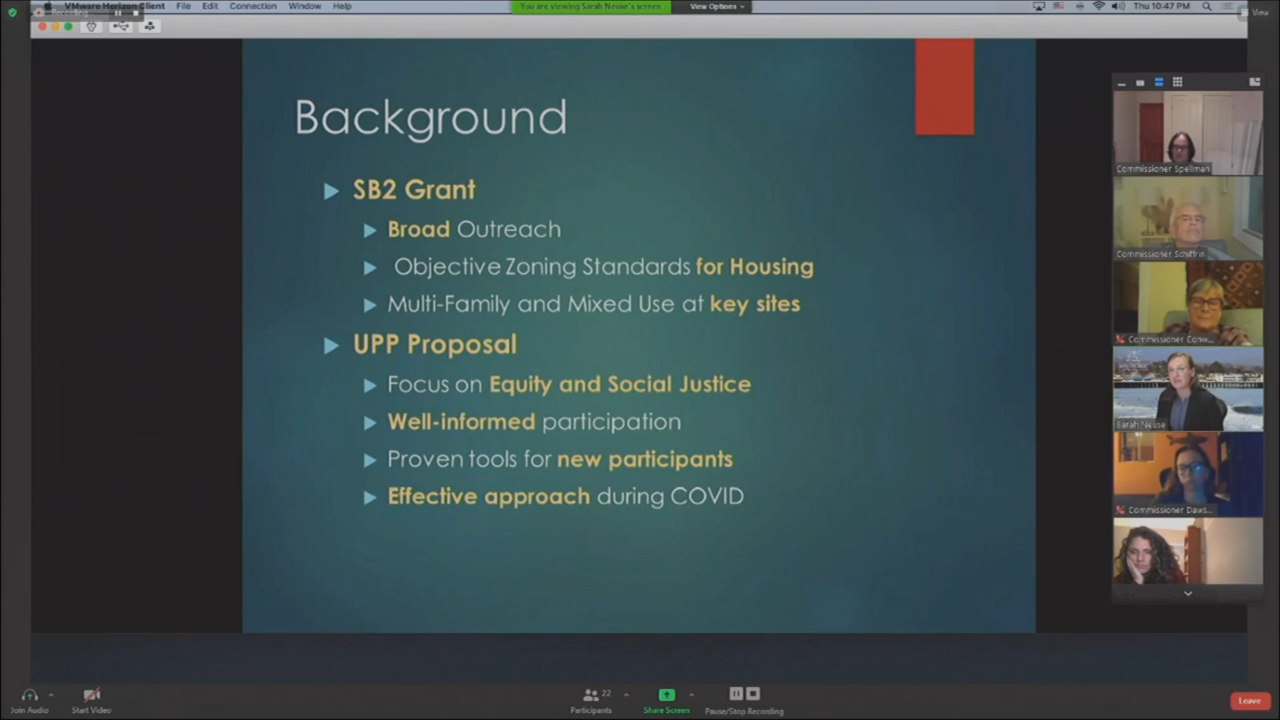 VMware Horizon Client File Edit Connection Window Help
You are viewing Sarah Neuse's screen
View Options
Thu 10:47 PM
View
Background
SB2 Grant
Broad Outreach
Objective Zoning Standards for Housing
Multi-Family and Mixed Use at key sites
UPP Proposal
Focus on Equity and Social Justice
Well-informed participation
Proven tools for new participants
Effective approach during COVID
Commissioner Spellman
Commissioner Schiffrin
Commissioner Conw...
Sarah Neuse
Commissioner Daws...
Join Audio
Start Video
22
Participants
Share Screen
Pause/Stop Recording
Leave